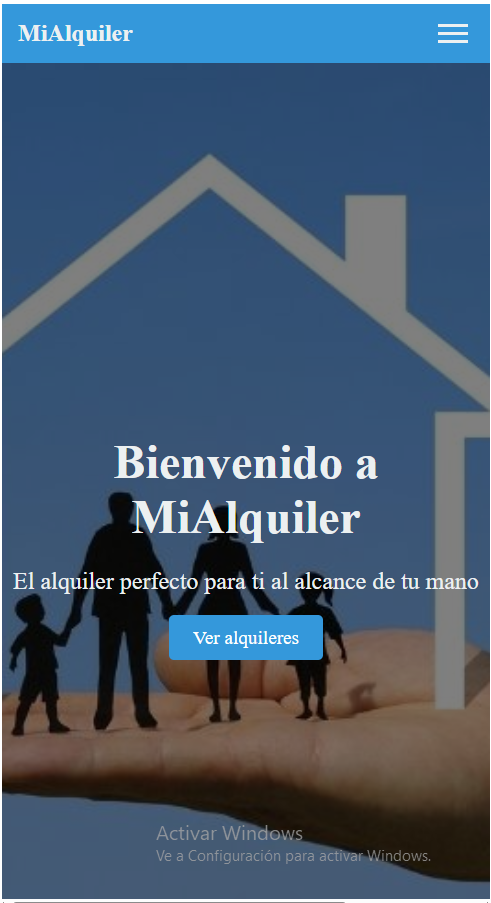 MiAlquiler
Bienvenido a
MiAlquiler
El alquiler perfecto para ti al alcance de tu mano
Ver alquileres
Activar Windows
Ve a Configuración para activar Windows.